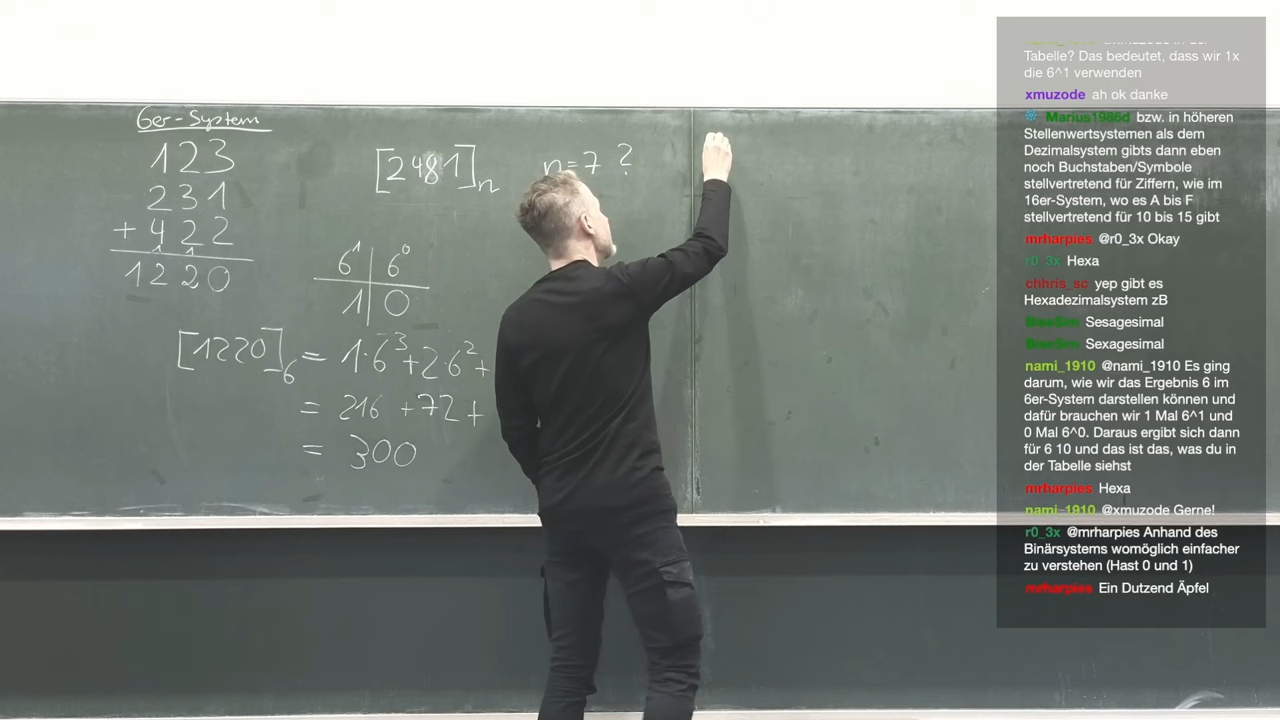 6er-System
123
231
+ 422
1 1
1220
[2481]n n=7 ?
6¹ 6⁰
1 0
[1220]6 = 1·6³+2·6²+
= 216 +72+
= 300
Tabelle? Das bedeutet, dass wir 1x
die 6^1 verwenden
xmuzode ah ok danke
Marius1986d bzw. in höheren
Stellenwertsystemen als dem
Dezimalsystem gibts dann eben
noch Buchstaben/Symbole
stellvertretend für Ziffern, wie im
16er-System, wo es A bis F
stellvertretend für 10 bis 15 gibt
mrharpies @r0_3x Okay
r0_3x Hexa
chhris_sc yep gibt es
Hexadezimalsystem zB
Sesagesimal
Sexagesimal
nami_1910 @nami_1910 Es ging
darum, wie wir das Ergebnis 6 im
6er-System darstellen können und
dafür brauchen wir 1 Mal 6^1 und
0 Mal 6^0. Daraus ergibt sich dann
für 6 10 und das ist das, was du in
der Tabelle siehst
mrharpies Hexa
nami_1910 @xmuzode Gerne!
r0_3x @mrharpies Anhand des
Binärsystems womöglich einfacher
zu verstehen (Hast 0 und 1)
mrharpies Ein Dutzend Äpfel